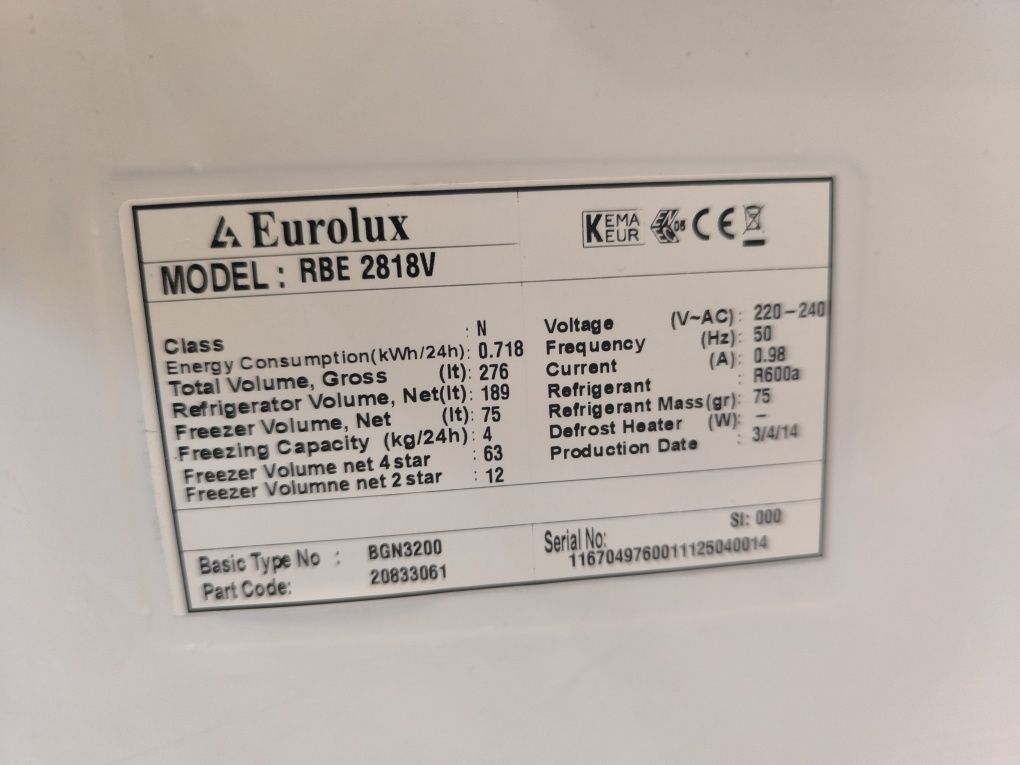 Eurolux
KEMA KEUR CE
MODEL : RBE 2818V
Class : N
Energy Consumption(kWh/24h): 0.718
Total Volume, Gross (lt): 276
Refrigerator Volume, Net(lt): 189
Freezer Volume, Net (lt): 75
Freezing Capacity (kg/24h): 4
Freezer Volume net 4 star : 63
Freezer Volumne net 2 star : 12
Voltage (V~AC): 220-240
Frequency (Hz): 50
Current (A): 0.98
Refrigerant : R600a
Refrigerant Mass(gr): 75
Defrost Heater (W): –
Production Date : 3/4/14
Basic Type No : BGN3200
Part Code: 20833061
SI: 000
Serial No:
1167049760011125040014